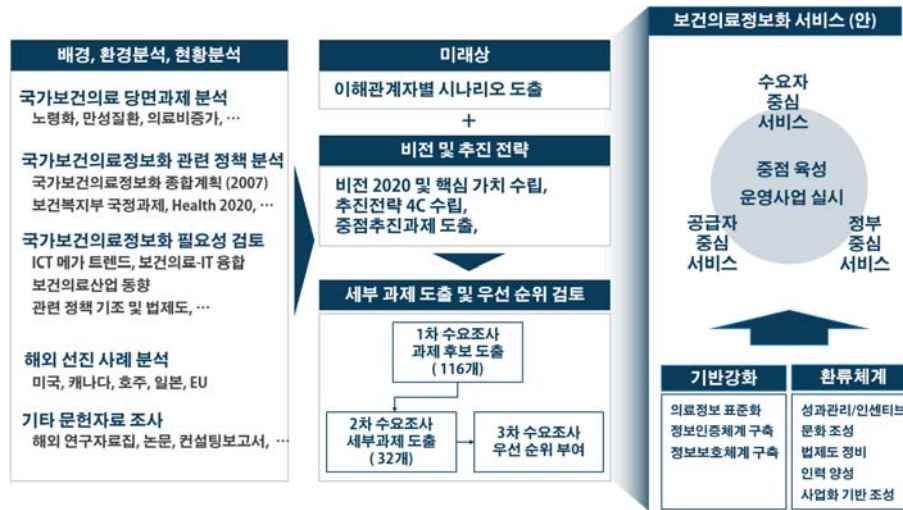 배경, 환경분석, 현황분석
국가보건의료 당면과제 분석
노령화, 만성질환, 의료비증가, …
국가보건의료정보화 관련 정책 분석
국가보건의료정보화 종합계획 (2007)
보건복지부 국정과제, Health 2020, …
국가보건의료정보화 필요성 검토
ICT 메가 트렌드, 보건의료-IT 융합
보건의료산업 동향
관련 정책 기조 및 법제도, …
해외 선진 사례 분석
미국, 캐나다, 호주, 일본, EU
기타 문헌자료 조사
해외 연구자료집, 논문, 컨설팅보고서, …
미래상
이해관계자별 시나리오 도출
+
비전 및 추진 전략
비전 2020 및 핵심 가치 수립,
추진전략 4C 수립,
중점추진과제 도출,
세부 과제 도출 및 우선 순위 검토
1차 수요조사
과제 후보 도출
( 116개)
2차 수요조사
세부과제 도출
( 32개)
3차 수요조사
우선 순위 부여
보건의료정보화 서비스 (안)
수요자
중심
서비스
중점 육성
운영사업 실시
공급자
중심
서비스
정부
중심
서비스
기반강화
의료정보 표준화
정보인증체계 구축
정보보호체계 구축
환류체계
성과관리/인센티브
문화 조성
법제도 정비
인력 양성
사업화 기반 조성